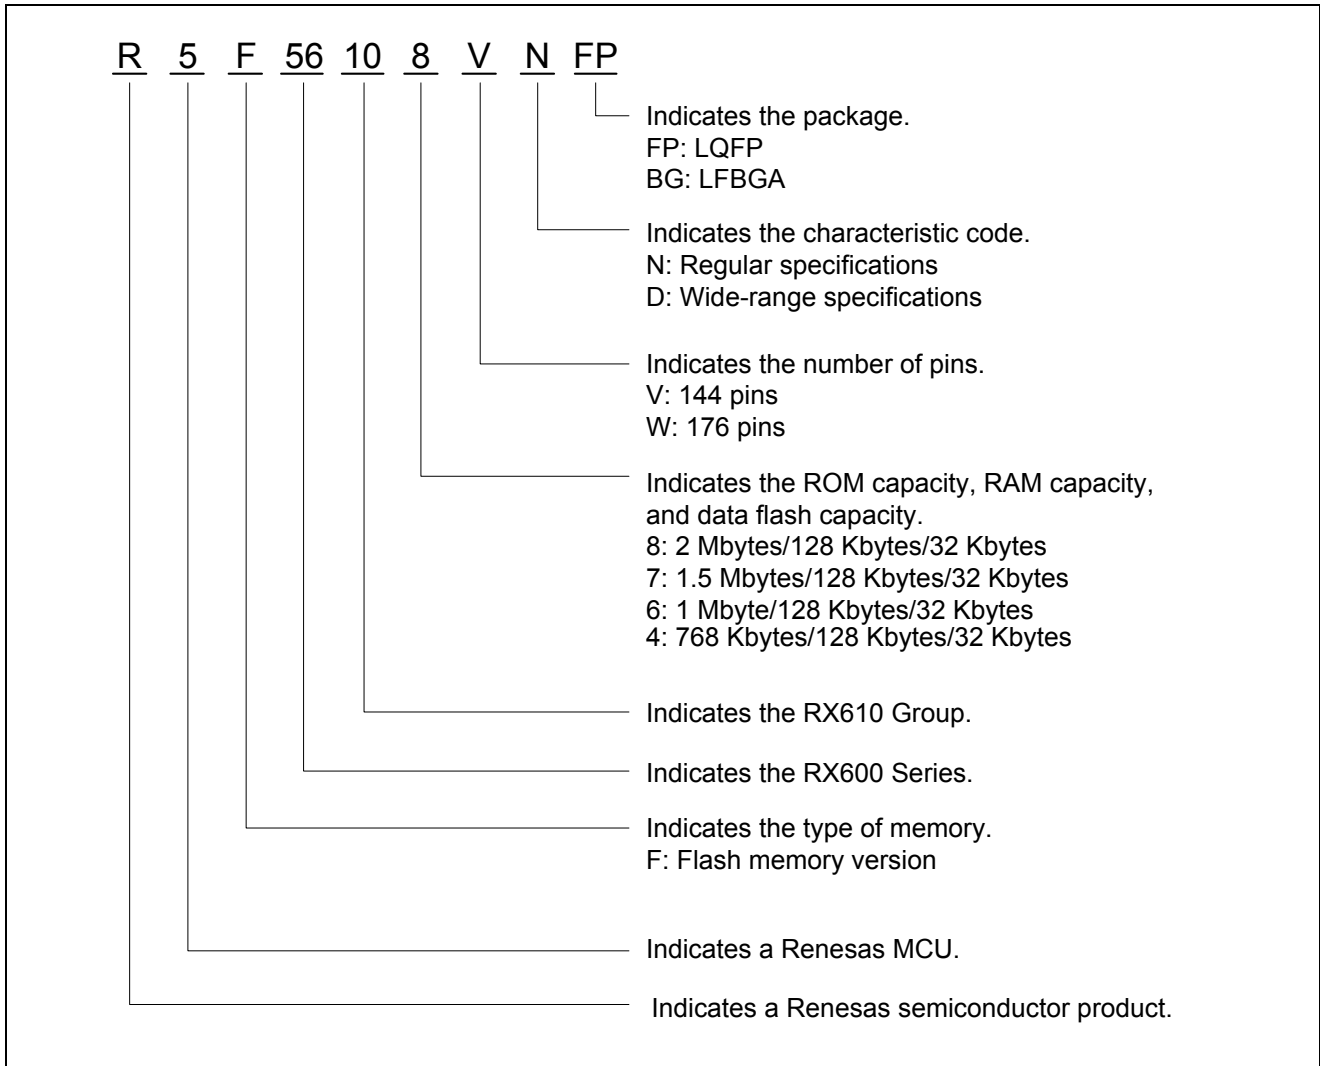 R 5 F 56 10 8 V N FP
Indicates the package.
FP: LQFP
BG: LFBGA
Indicates the characteristic code.
N: Regular specifications
D: Wide-range specifications
Indicates the number of pins.
V: 144 pins
W: 176 pins
Indicates the ROM capacity, RAM capacity,
and data flash capacity.
8: 2 Mbytes/128 Kbytes/32 Kbytes
7: 1.5 Mbytes/128 Kbytes/32 Kbytes
6: 1 Mbyte/128 Kbytes/32 Kbytes
4: 768 Kbytes/128 Kbytes/32 Kbytes
Indicates the RX610 Group.
Indicates the RX600 Series.
Indicates the type of memory.
F: Flash memory version
Indicates a Renesas MCU.
Indicates a Renesas semiconductor product.